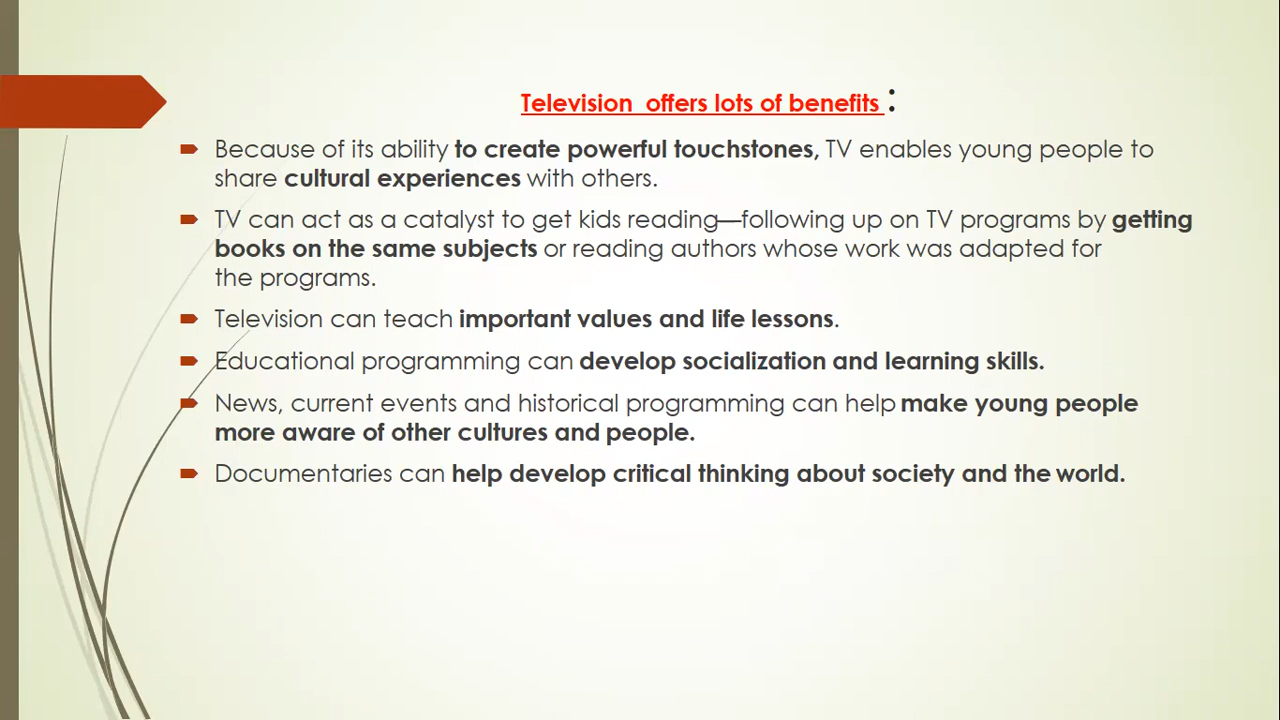 Television  offers lots of benefits :
Because of its ability to create powerful touchstones, TV enables young people to
share cultural experiences with others.
TV can act as a catalyst to get kids reading—following up on TV programs by getting
books on the same subjects or reading authors whose work was adapted for
the programs.
Television can teach important values and life lessons.
Educational programming can develop socialization and learning skills.
News, current events and historical programming can help make young people
more aware of other cultures and people.
Documentaries can help develop critical thinking about society and the world.